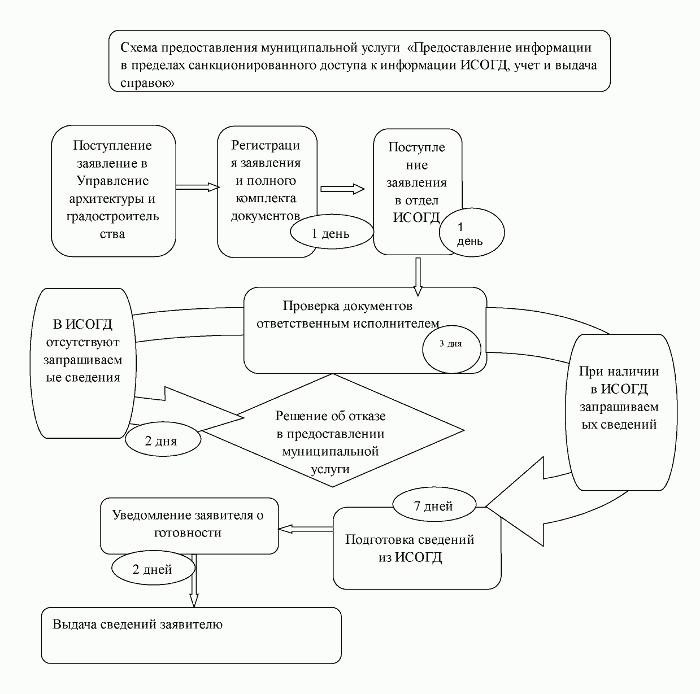 Схема предоставления муниципальной услуги «Предоставление информации
в пределах санкционированного доступа к информации ИСОГД, учет и выдача
справою»
Поступление
заявление в
Управление
архитектуры и
градостроитель
ства
Регистраци
я заявления
и полного
комплекта
документов
1 день
Поступле
ние
заявления
в отдел
ИСОГД
1
день
Проверка документов
ответственным исполнителем
3 дня
В ИСОГД
отсутствуют
запрашиваем
ые сведения
2 дня
Решение об отказе
в предоставлении
муниципальной
услуги
При наличии
в ИСОГД
запрашиваем
ых сведений
7 дней
Подготовка сведений
из ИСОГД
Уведомление заявителя о
готовности
2 дней
Выдача сведений заявителю